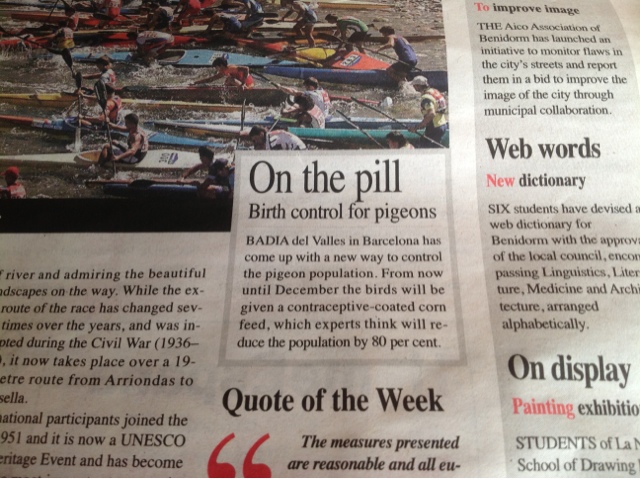 To improve image
THE Aico Association of
Benidorm has launched an
initiative to monitor flaws in
the city's streets and report
them in a bid to improve the
image of the city through
municipal collaboration.
Web words
New dictionary
SIX students have devised a
web dictionary for
Benidorm with the approva
of the local council, encom
passing Linguistics, Liter
ture, Medicine and Archi
tecture, arranged
alphabetically.
On display
Painting exhibitio
STUDENTS of La N
School of Drawing
On the pill
Birth control for pigeons
BADIA del Valles in Barcelona has
come up with a new way to control
the pigeon population. From now
until December the birds will be
given a contraceptive-coated corn
feed, which experts think will re-
duce the population by 80 per cent.
Quote of the Week
The measures presented
are reasonable and all eu-
f river and admiring the beautiful
ndscapes on the way. While the ex-
route of the race has changed sev-
times over the years, and was in-
pted during the Civil War (1936–
), it now takes place over a 19-
etre route from Arriondas to
sella.
national participants joined the
1951 and it is now a UNESCO
eritage Event and has become